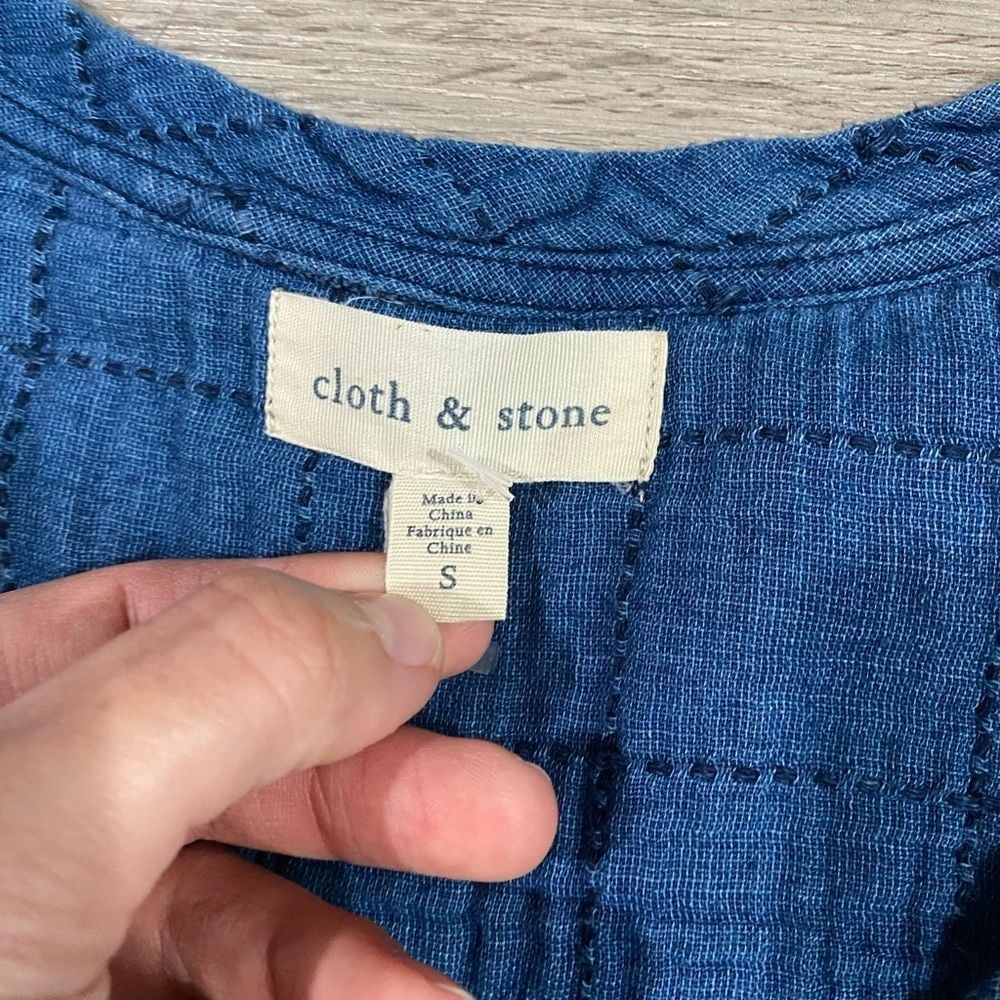 cloth & stone
Made in
China
Fabrique en
Chine
S